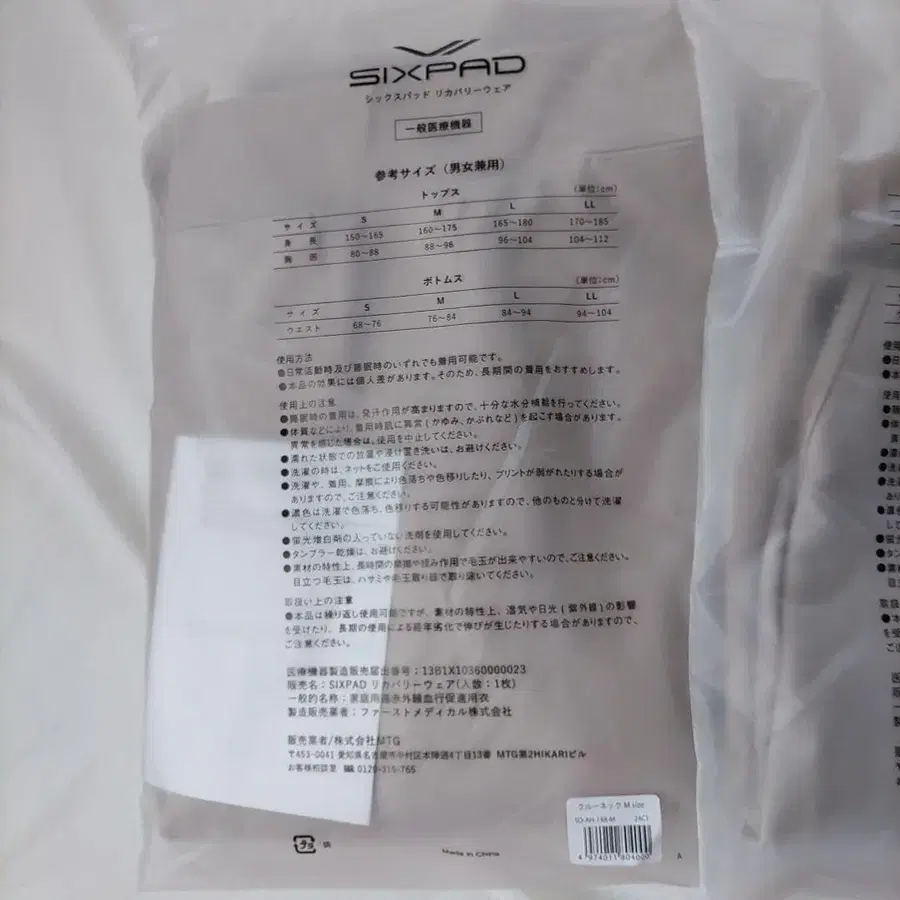 SIXPAD
シックスパッド リカバリーウェア
一般医療機器
参考サイズ（男女兼用）
トップス
(単位:cm)
サイズ S M L LL
身長 150～165 160～175 165～180 170～185
胸囲 80～88 88～96 96～104 104～112
ボトムス
(単位:cm)
サイズ S M L LL
ウエスト 68～76 76～84 84～94 94～104
使用方法
●日常活動時及び睡眠時のいずれでも着用可能です。
●本品の効果には個人差があります。そのため、長期間の着用をおすすめします。
使用上の注意
●睡眠時の着用は、発汗作用が高まりますので、十分な水分補給を行ってください。
●体質などにより、着用時肌に異常(かゆみ、かぶれなど)を起こす場合があります。
異常を感じた場合は、使用を中止してください。
●濡れた状態での放置や浸け置き洗いは、お避けください。
●洗濯の時は、ネットをご使用ください。
●洗濯や、着用、摩擦により色落ちや色移りしたり、プリントが剥がれたりする場合が
ありますので、ご注意ください。
●濃色は洗濯で色落ち、色移りする可能性がありますので、他のものと分けて洗濯
してください。
●蛍光増白剤の入っていない洗剤を使用してください。
●タンブラー乾燥は、お避けください。
●素材の特性上、長時間の摩擦や揉み作用で毛玉が出来やすいので、ご注意ください。
目立つ毛玉は、ハサミや毛玉取り器で取り除いてください。
取扱い上の注意
●本品は繰り返し使用可能ですが、素材の特性上、湿気や日光(紫外線)の影響
を受けたり、長期の使用による経年劣化で伸びが生じたりする場合がありますので、
ご注意ください。
医療機器製造販売届出番号：13B1X10360000023
販売名：SIXPAD リカバリーウェア(入数：1枚)
一般的名称：家庭用遠赤外線血行促進用衣
製造販売業者：ファーストメディカル株式会社
販売業者/株式会社MTG
〒453-0041 愛知県名古屋市中村区本陣通4丁目13番 MTG第2HIKARIビル
お客様相談室 0120-315-765
クルーネック M size
24C1
4 974011 804000
プラ 袋
Made in China
A